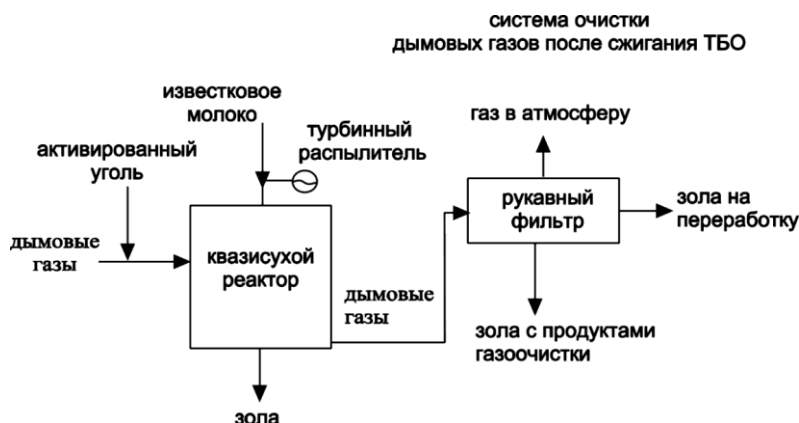 система очистки
дымовых газов после сжигания ТБО
известковое
молоко
турбинный
распылитель
активированный
уголь
газ в атмосферу
дымовые
газы
квазисухой
реактор
рукавный
фильтр
зола на
переработку
дымовые
газы
зола с продуктами
газоочистки
зола